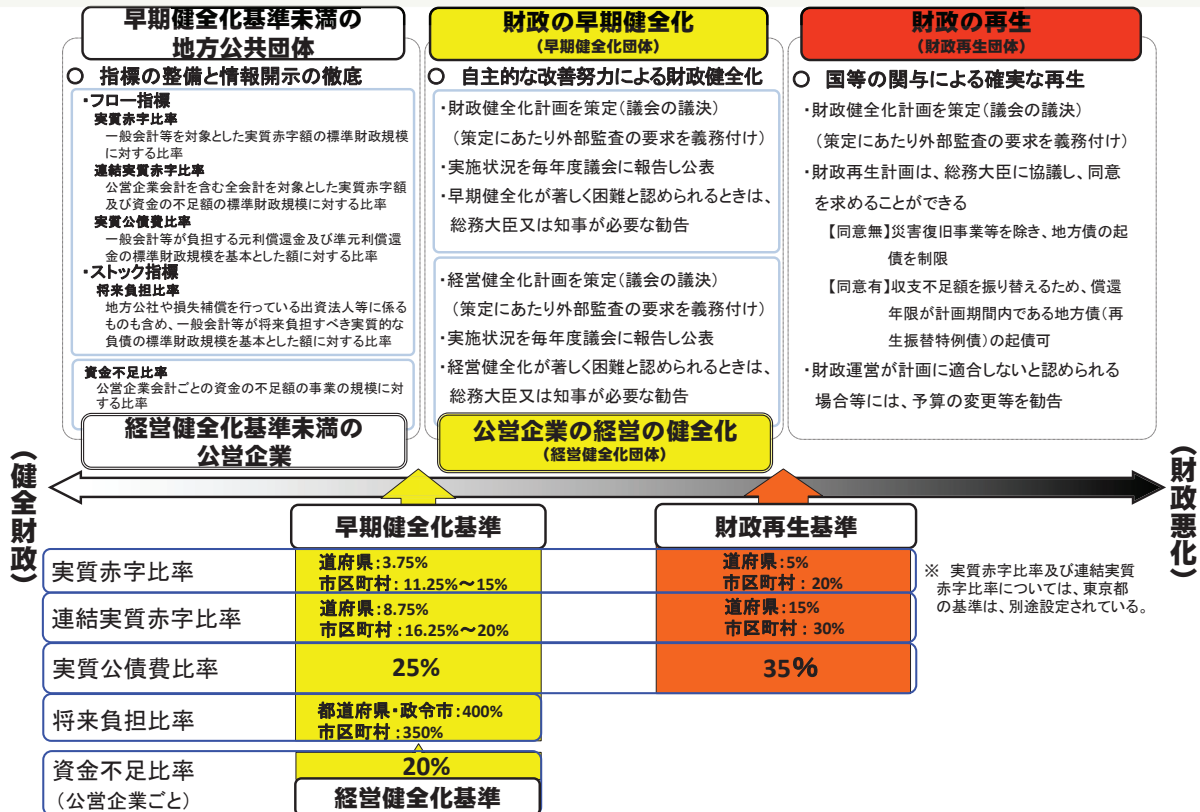 早期健全化基準未満の
地方公共団体
○ 指標の整備と情報開示の徹底
・フロー指標
実質赤字比率
一般会計等を対象とした実質赤字額の標準財政規模
に対する比率
連結実質赤字比率
公営企業会計を含む全会計を対象とした実質赤字額
及び資金の不足額の標準財政規模に対する比率
実質公債費比率
一般会計等が負担する元利償還金及び準元利償還
金の標準財政規模を基本とした額に対する比率
・ストック指標
将来負担比率
地方公社や損失補償を行っている出資法人等に係る
ものも含め、一般会計等が将来負担すべき実質的な
負債の標準財政規模を基本とした額に対する比率
資金不足比率
公営企業会計ごとの資金の不足額の事業の規模に対
する比率
経営健全化基準未満の
公営企業
財政の早期健全化
(早期健全化団体)
○ 自主的な改善努力による財政健全化
・財政健全化計画を策定(議会の議決)
(策定にあたり外部監査の要求を義務付け)
・実施状況を毎年度議会に報告し公表
・早期健全化が著しく困難と認められるときは、
総務大臣又は知事が必要な勧告
・経営健全化計画を策定(議会の議決)
(策定にあたり外部監査の要求を義務付け)
・実施状況を毎年度議会に報告し公表
・経営健全化が著しく困難と認められるときは、
総務大臣又は知事が必要な勧告
公営企業の経営の健全化
(経営健全化団体)
財政の再生
(財政再生団体)
○ 国等の関与による確実な再生
・財政健全化計画を策定(議会の議決)
(策定にあたり外部監査の要求を義務付け)
・財政再生計画は、総務大臣に協議し、同意
を求めることができる
【同意無】災害復旧事業等を除き、地方債の起
債を制限
【同意有】収支不足額を振り替えるため、償還
年限が計画期間内である地方債(再
生振替特例債)の起債可
・財政運営が計画に適合しないと認められる
場合等には、予算の変更等を勧告
(健全財政)
(財政悪化)
早期健全化基準
財政再生基準
実質赤字比率
道府県:3.75%
市区町村:11.25%～15%
道府県:5%
市区町村:20%
連結実質赤字比率
道府県:8.75%
市区町村:16.25%～20%
道府県:15%
市区町村:30%
実質公債費比率
25%
35%
将来負担比率
都道府県・政令市:400%
市区町村:350%
資金不足比率
(公営企業ごと)
20%
経営健全化基準
※ 実質赤字比率及び連結実質
赤字比率については、東京都
の基準は、別途設定されている。